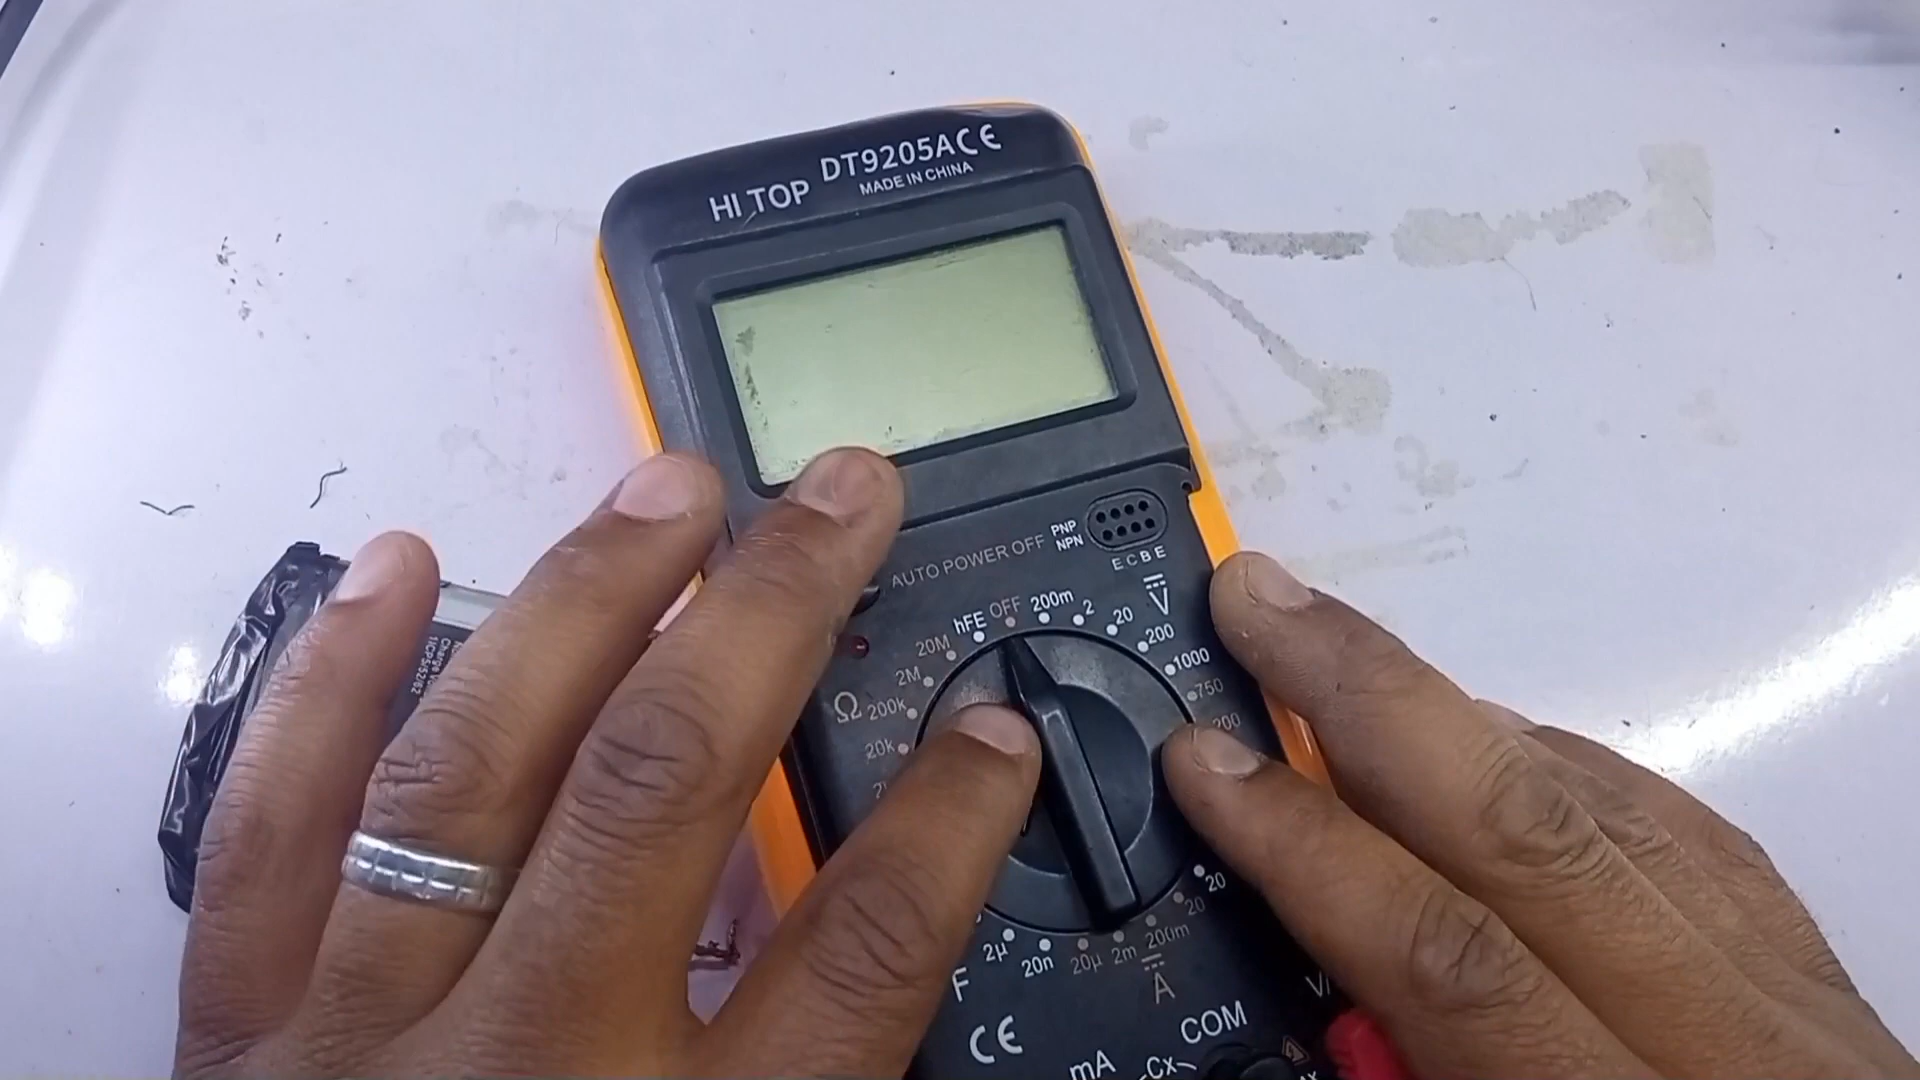 HI TOP DT9205A CE
MADE IN CHINA
AUTO POWER OFF
PNP
NPN
E C B E
hFE OFF 200m 2 20 V
200
1000
750
200
20M
2M
Ω 200k
20k
20
20
200m
2m
20µ
20n
2µ
F
A
CE
COM
mA
Cx